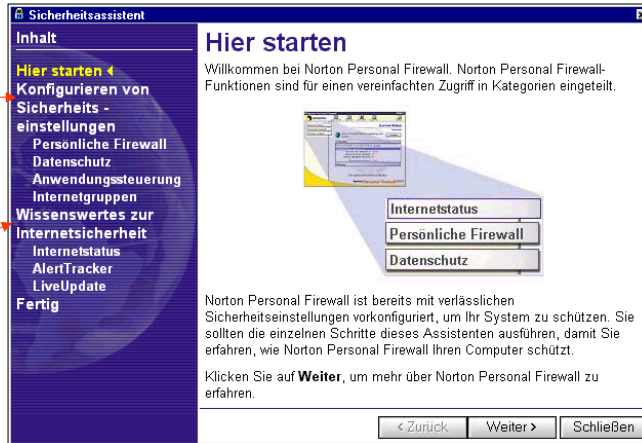 Sicherheitsassistent
Inhalt
Hier starten
Konfigurieren von
Sicherheits -
einstellungen
Persönliche Firewall
Datenschutz
Anwendungssteuerung
Internetgruppen
Wissenswertes zur
Internetsicherheit
Internetstatus
AlertTracker
LiveUpdate
Fertig
Hier starten
Willkommen bei Norton Personal Firewall. Norton Personal Firewall-
Funktionen sind für einen vereinfachten Zugriff in Kategorien eingeteilt.
Internetstatus
Persönliche Firewall
Datenschutz
Norton Personal Firewall ist bereits mit verlässlichen
Sicherheitseinstellungen vorkonfiguriert, um Ihr System zu schützen. Sie
sollten die einzelnen Schritte dieses Assistenten ausführen, damit Sie
erfahren, wie Norton Personal Firewall Ihren Computer schützt.
Klicken Sie auf Weiter, um mehr über Norton Personal Firewall zu
erfahren.
< Zurück
Weiter >
Schließen